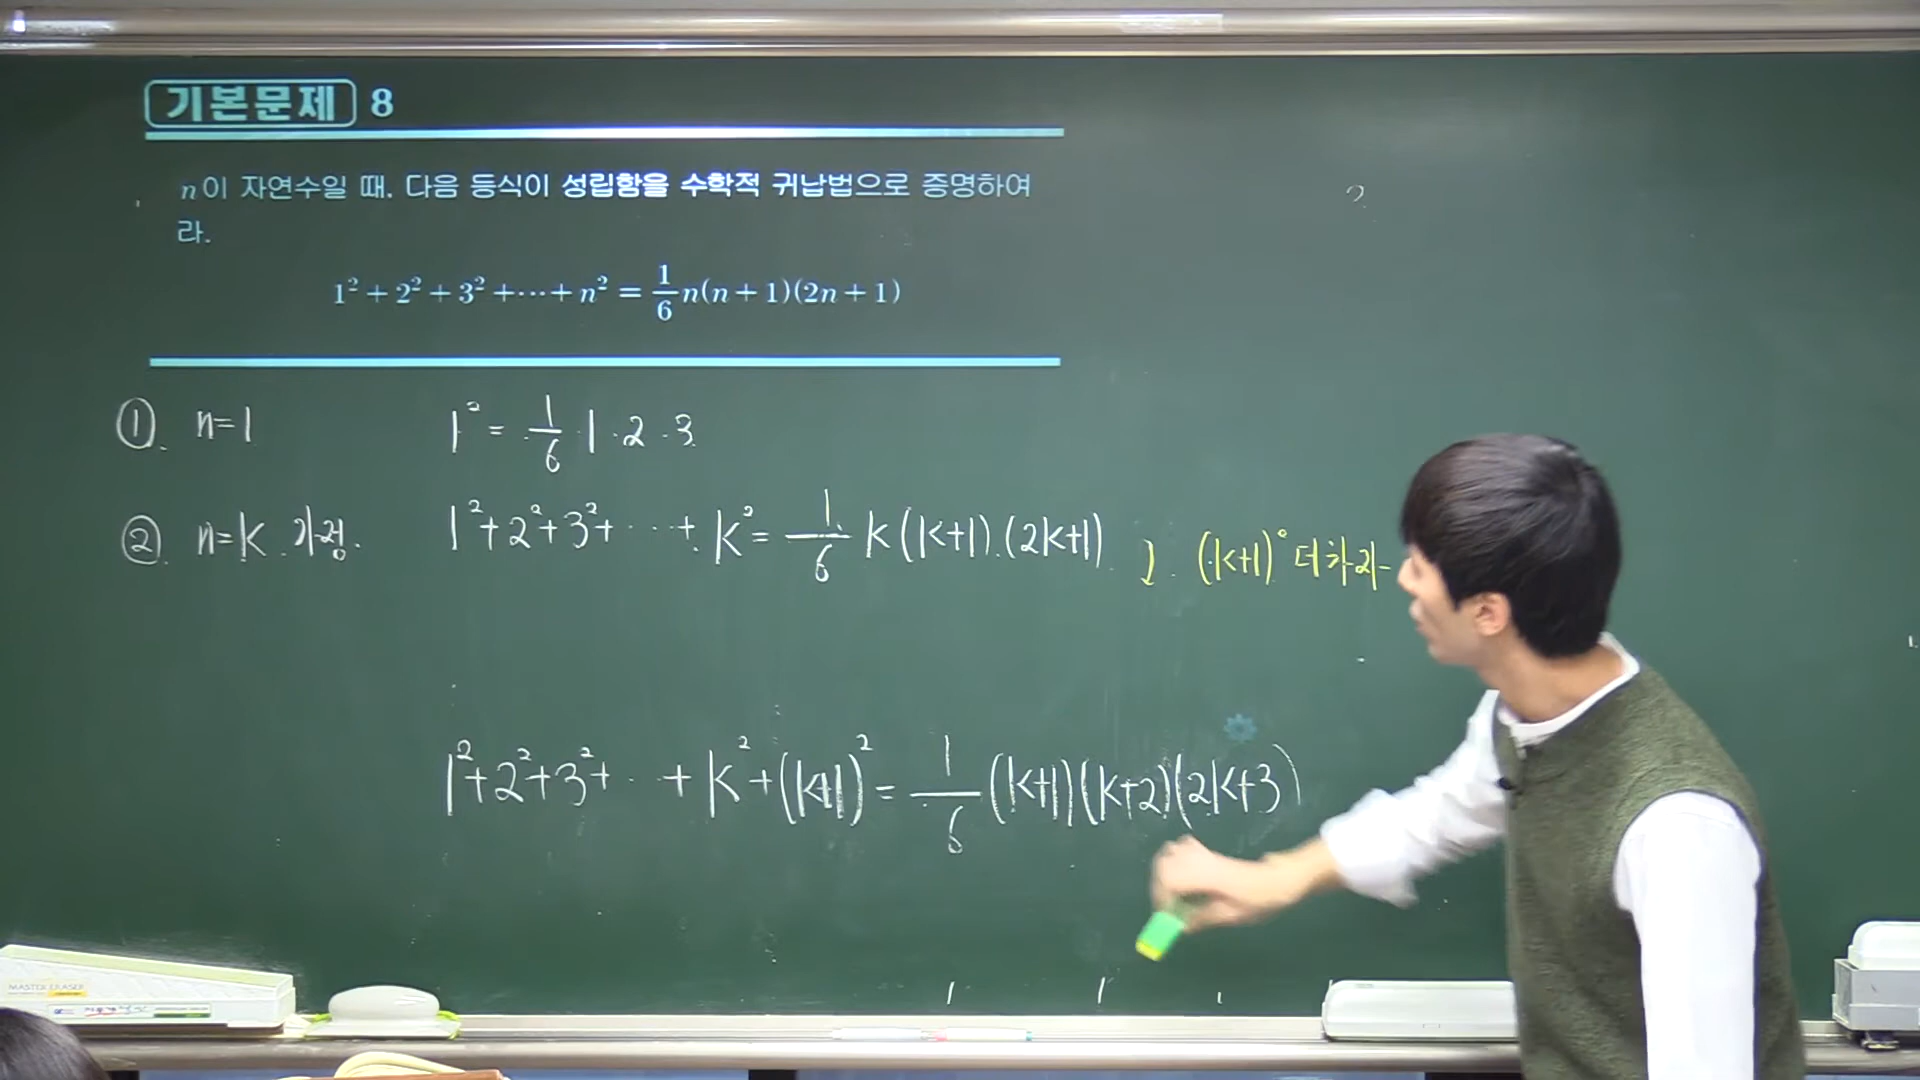 기본문제 8
n이 자연수일 때, 다음 등식이 성립함을 수학적 귀납법으로 증명하여
라.
1² + 2² + 3² + ··· + n² = 1/6 n(n + 1)(2n + 1)
① n=1 1² = 1/6 · 1 · 2 · 3
② n=k 가정. 1²+2²+3²+ ··· + k² = 1/6 k(k+1)(2k+1) (k+1)² 더하고
1²+2²+3²+ ·· + k²+(k+1)² = 1/6 (k+1)(k+2)(2k+3)
MASTER ERASER